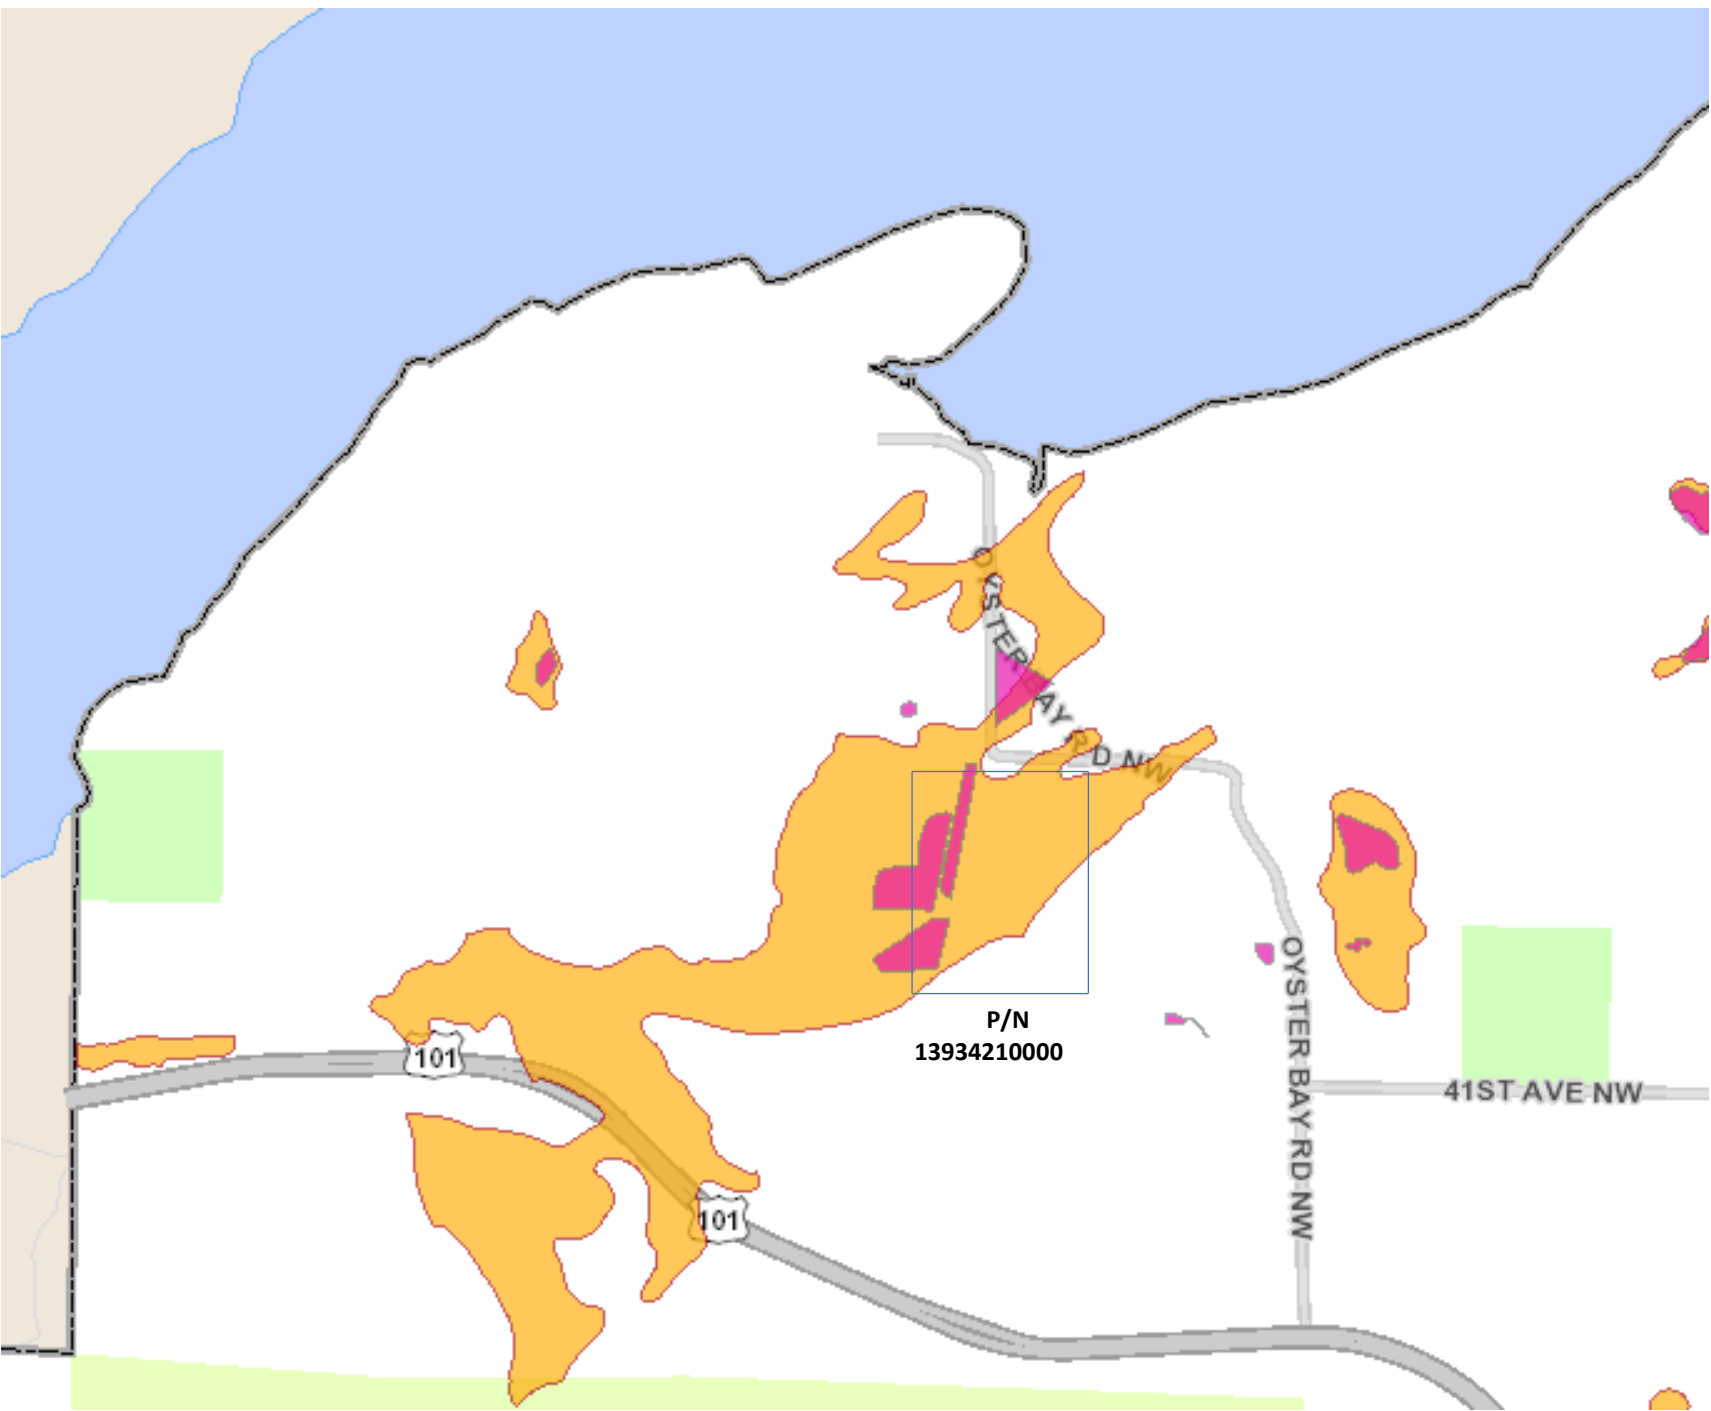 OYSTER BAY RD NW
P/N
13934210000
OYSTER BAY RD NW
101
41ST AVE NW
101